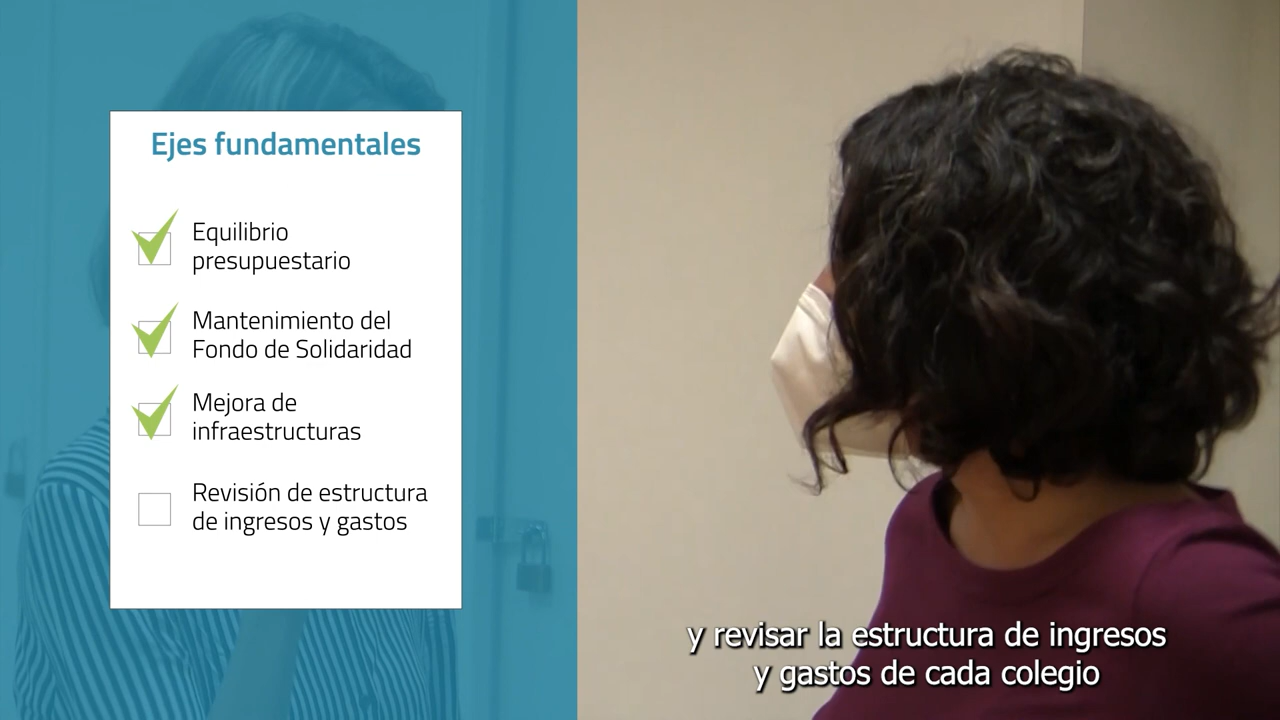 Ejes fundamentales
Equilibrio
presupuestario
Mantenimiento del
Fondo de Solidaridad
Mejora de
infraestructuras
Revisión de estructura
de ingresos y gastos
y revisar la estructura de ingresos
y gastos de cada colegio